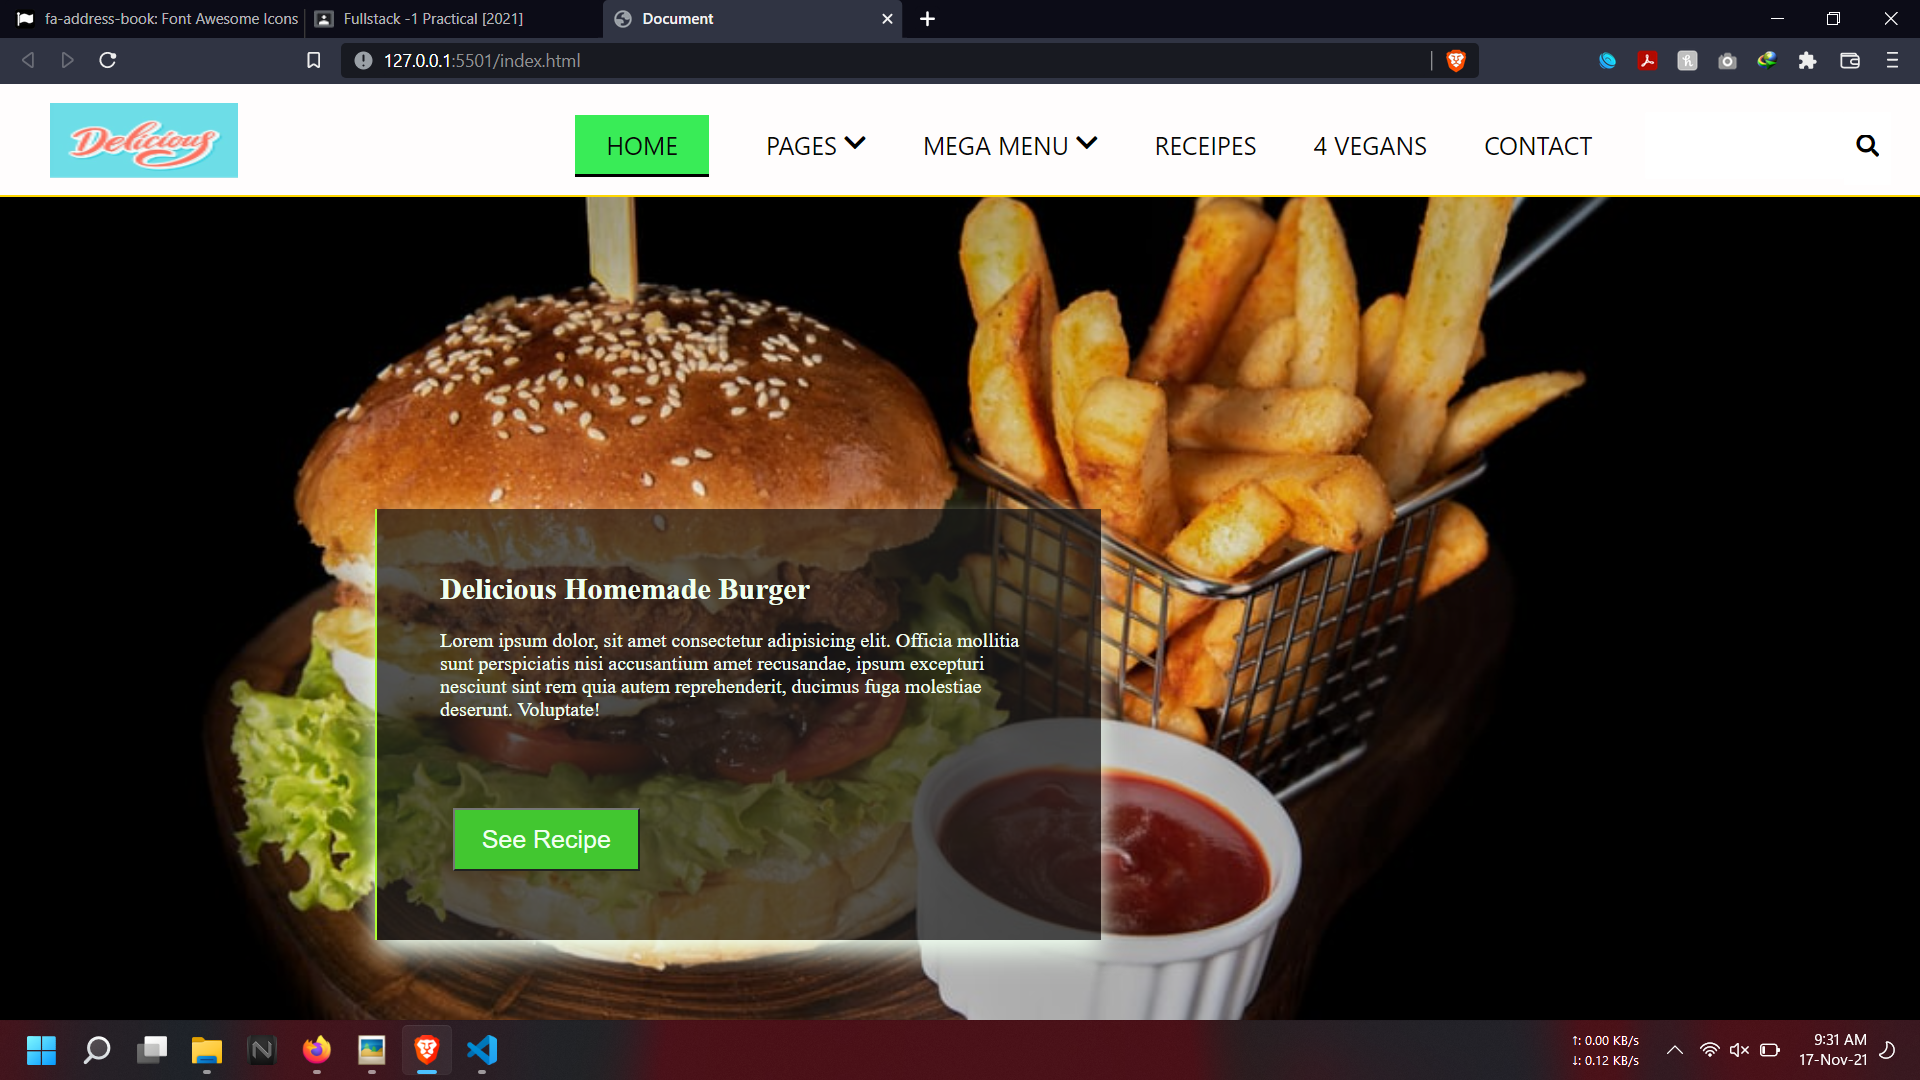 fa-address-book: Font Awesome Icons
Fullstack -1 Practical [2021]
Document
127.0.0.1:5501/index.html
Delicious
HOME
PAGES
MEGA MENU
RECEIPES
4 VEGANS
CONTACT
Delicious Homemade Burger
Lorem ipsum dolor, sit amet consectetur adipisicing elit. Officia mollitia
sunt perspiciatis nisi accusantium amet recusandae, ipsum excepturi
nesciunt sint rem quia autem reprehenderit, ducimus fuga molestiae
deserunt. Voluptate!
See Recipe
↑: 0.00 KB/s
↓: 0.12 KB/s
9:31 AM
17-Nov-21